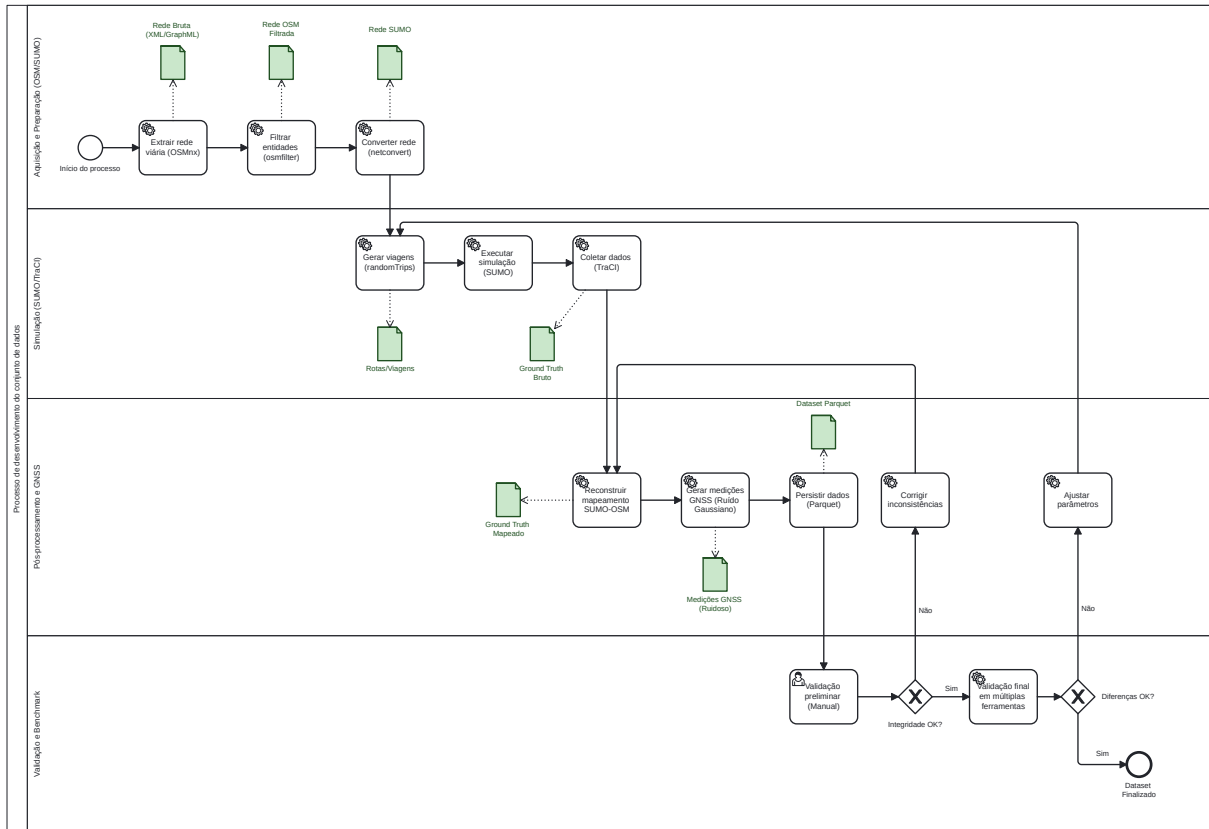 Processo de desenvolvimento do conjunto de dados
Aquisição e Preparação (OSM/SUMO)
Rede Bruta
(XML/GraphML)
Rede OSM
Filtrada
Rede SUMO
Início do processo
Extrair rede
viária (OSMnx)
Filtrar
entidades
(osmfilter)
Converter rede
(netconvert)
Simulação (SUMO/TraCI)
Gerar viagens
(randomTrips)
Executar
simulação
(SUMO)
Coletar dados
(TraCI)
Rotas/Viagens
Ground Truth
Bruto
Pós-processamento e GNSS
Dataset Parquet
Reconstruir
mapeamento
SUMO-OSM
Gerar medições
GNSS (Ruído
Gaussiano)
Persistir dados
(Parquet)
Corrigir
inconsistências
Ajustar
parâmetros
Ground Truth
Mapeado
Medições GNSS
(Ruidoso)
Não
Não
Validação e Benchmark
Validação
preliminar
(Manual)
Integridade OK?
Sim
Validação final
em múltiplas
ferramentas
Diferenças OK?
Sim
Dataset
Finalizado